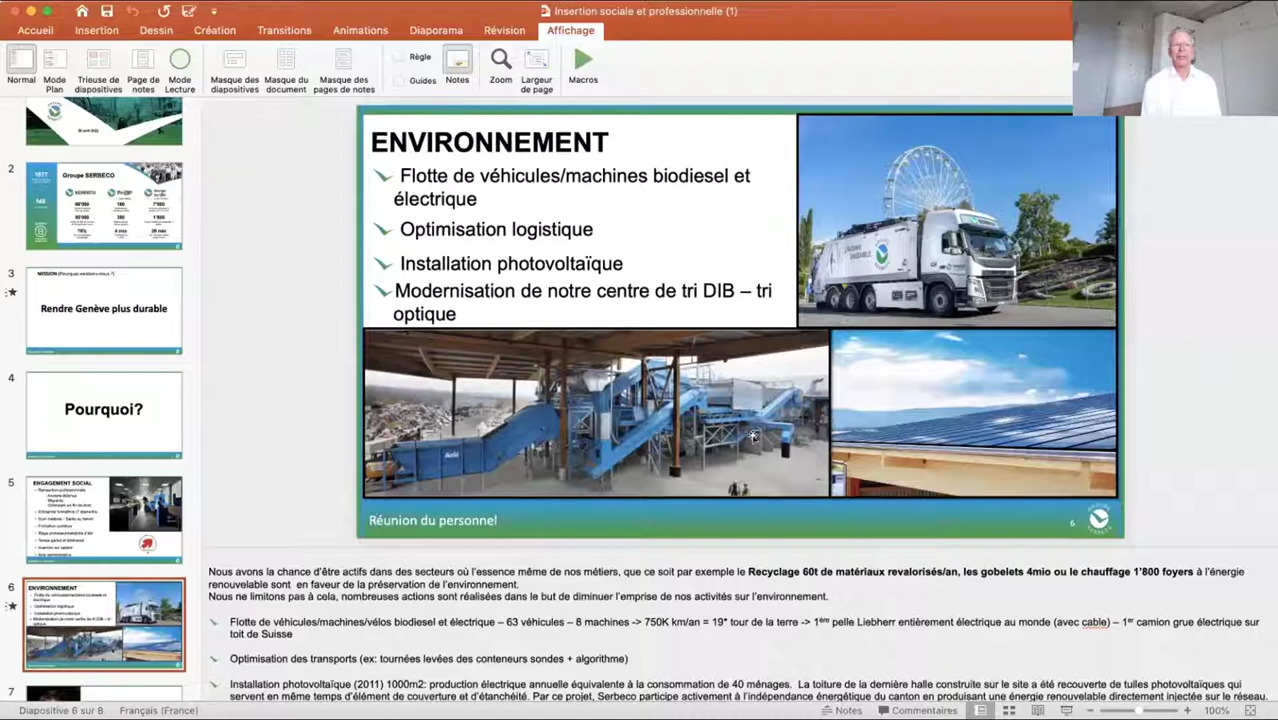 Insertion sociale et professionnelle (1)
Accueil Insertion Dessin Création Transitions Animations Diaporama Révision Affichage
Normal
Mode Plan
Trieuse de diapositives
Page de notes
Mode Lecture
Masque des diapositives
Masque du document
Masque des pages de notes
Règle
Guides
Notes
Zoom
Largeur de page
Macros
2
Groupe SERBECO
3
MISSION (Pourquoi existons-nous ?)
Rendre Genève plus durable
4
Pourquoi?
5
ENGAGEMENT SOCIAL
6
ENVIRONNEMENT
7
ENVIRONNEMENT
Flotte de véhicules/machines biodiesel et
électrique
Optimisation logistique
Installation photovoltaïque
Modernisation de notre centre de tri DIB – tri
optique
Réunion du personnel
6
Nous avons la chance d'être actifs dans des secteurs où l'essence même de nos métiers, que ce soit par exemple le Recyclage 60t de matériaux revalorisés/an, les gobelets 4mio ou le chauffage 1'800 foyers à l'énergie
renouvelable sont en faveur de la préservation de l'environnement.
Nous ne limitons pas à cela, nombreuses actions sont réalisées dans le but de diminuer l'emprise de nos activités sur l'environnement.
Flotte de véhicules/machines/vélos biodiesel et électrique – 63 véhicules – 8 machines -> 750K km/an = 19* tour de la terre -> 1ère pelle Liebherr entièrement électrique au monde (avec cable) – 1er camion grue électrique sur
toit de Suisse
Optimisation des transports (ex: tournées levées des conteneurs sondes + algorithme)
Installation photovoltaïque (2011) 1000m2: production électrique annuelle équivalente à la consommation de 40 ménages. La toiture de la dernière halle construite sur le site a été recouverte de tuiles photovoltaïques qui
servent en même temps d'élément de couverture et d'étanchéité. Par ce projet, Serbeco participe activement à l'indépendance énergétique du canton en produisant une énergie renouvelable directement injectée sur le réseau.
Diapositive 6 sur 8 Français (France) Notes Commentaires 100%